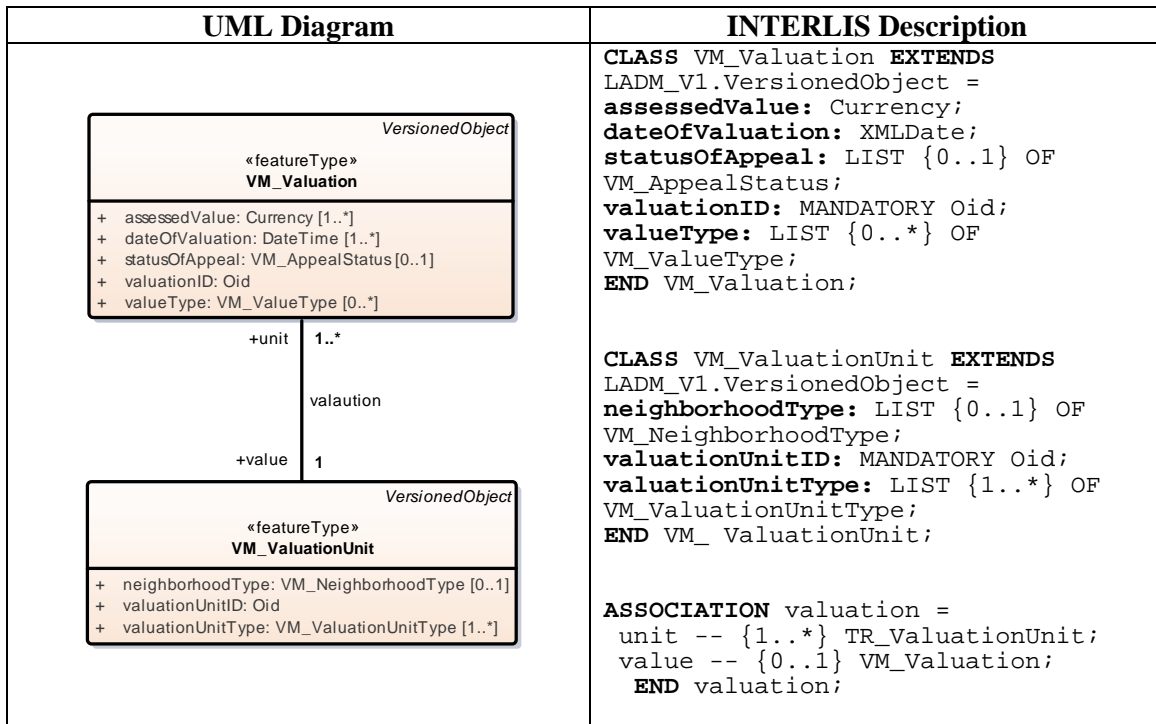 UML Diagram
INTERLIS Description
VersionedObject
«featureType»
VM_Valuation
+ assessedValue: Currency [1..*]
+ dateOfValuation: DateTime [1..*]
+ statusOfAppeal: VM_AppealStatus [0..1]
+ valuationID: Oid
+ valueType: VM_ValueType [0..*]
+unit 1..*
valaution
+value 1
VersionedObject
«featureType»
VM_ValuationUnit
+ neighborhoodType: VM_NeighborhoodType [0..1]
+ valuationUnitID: Oid
+ valuationUnitType: VM_ValuationUnitType [1..*]
CLASS VM_Valuation EXTENDS
LADM_V1.VersionedObject =
assessedValue: Currency;
dateOfValuation: XMLDate;
statusOfAppeal: LIST {0..1} OF
VM_AppealStatus;
valuationID: MANDATORY Oid;
valueType: LIST {0..*} OF
VM_ValueType;
END VM_Valuation;
CLASS VM_ValuationUnit EXTENDS
LADM_V1.VersionedObject =
neighborhoodType: LIST {0..1} OF
VM_NeighborhoodType;
valuationUnitID: MANDATORY Oid;
valuationUnitType: LIST {1..*} OF
VM_ValuationUnitType;
END VM_ ValuationUnit;
ASSOCIATION valuation =
unit -- {1..*} TR_ValuationUnit;
value -- {0..1} VM_Valuation;
END valuation;